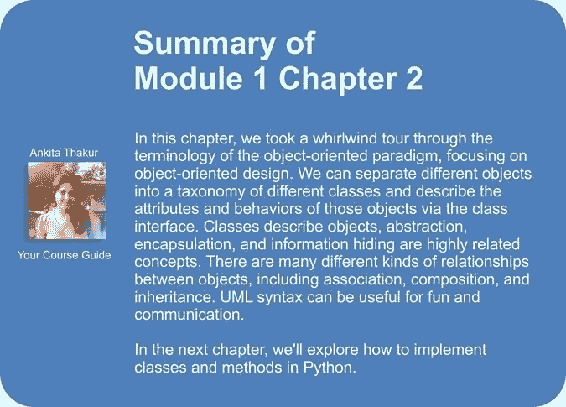 Summary of
Module 1 Chapter 2
Ankita Thakur
Your Course Guide
In this chapter, we took a whirlwind tour through the
terminology of the object-oriented paradigm, focusing on
object-oriented design. We can separate different objects
into a taxonomy of different classes and describe the
attributes and behaviors of those objects via the class
interface. Classes describe objects, abstraction,
encapsulation, and information hiding are highly related
concepts. There are many different kinds of relationships
between objects, including association, composition, and
inheritance. UML syntax can be useful for fun and
communication.
In the next chapter, we'll explore how to implement
classes and methods in Python.